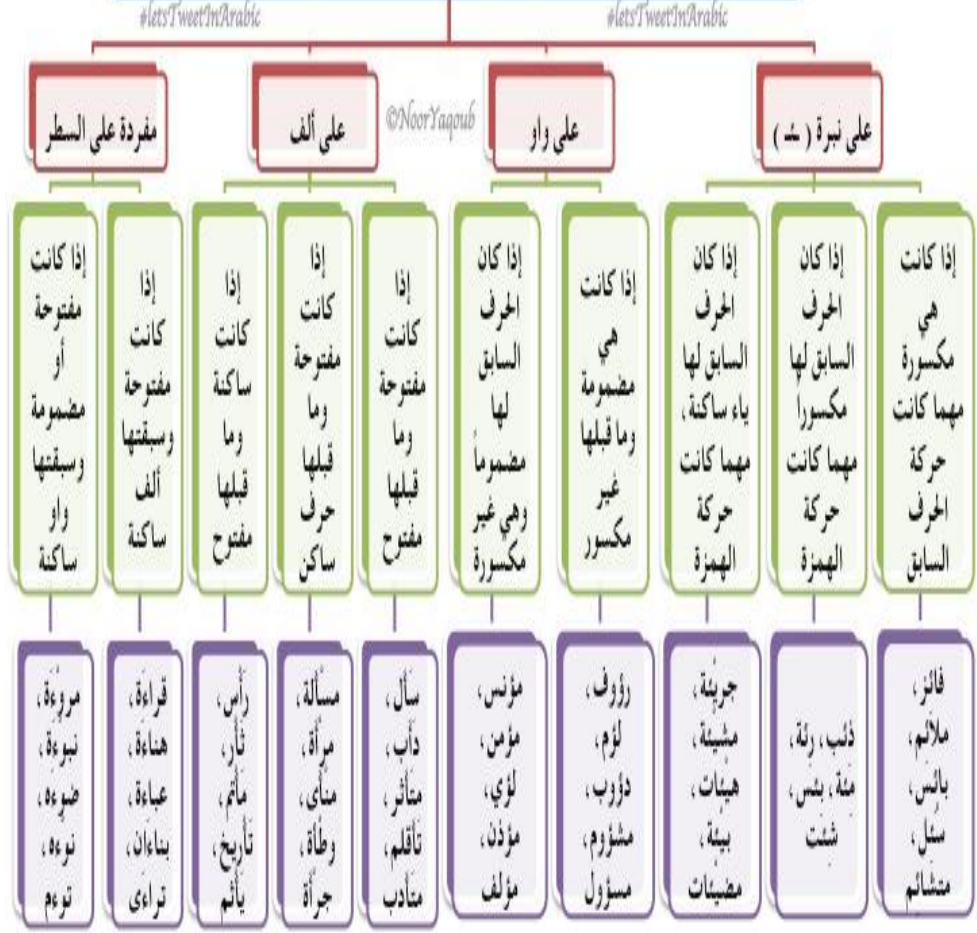 #letsTweetInArabic
#letsTweetInArabic
©NoorYaqoub
على نبرة ( ئـ )
على واو
على ألف
مفردة على السطر
إذا كانت
هي
مكسورة
مهما كانت
حركة
الحرف
السابق
إذا كان
الحرف
السابق لها
مكسوراً
مهما كانت
حركة
الهمزة
إذا كان
الحرف
السابق لها
ياء ساكنة،
مهما كانت
حركة
الهمزة
إذا كانت
هي
مضمومة
وما قبلها
غير
مكسور
إذا كان
الحرف
السابق
لها
مضموماً
وهي غير
مكسورة
إذا
كانت
مفتوحة
وما
قبلها
مفتوح
إذا
كانت
مفتوحة
وما
قبلها
حرف
ساكن
إذا
كانت
ساكنة
وما
قبلها
مفتوح
إذا
كانت
مفتوحة
وسبقتها
ألف
ساكنة
إذا كانت
مفتوحة
أو
مضمومة
وسبقتها
واو
ساكنة
فائز،
ملائم،
بائس،
سئل،
متشائم
ذئب، رئة،
مئة، بئس،
شئت
جريئة،
مشيئة،
هيئات،
بيئة،
مضيئات
رؤوف،
لؤم،
دؤوب،
مشؤوم،
مسؤول
مؤنس،
مؤمن،
لؤي،
مؤذن،
مؤلف
سأل،
دأب،
متأثر،
تأقلم،
متأدب
مسألة،
مرأة،
منأى،
وطأة،
جرأة
رأس،
ثأر،
مأتم،
تأريخ،
يأثم
قراءة،
هناءة،
عباءة،
بناءان،
تراءى
مروءة،
نبوءة،
ضوءه،
نوءه،
توءم